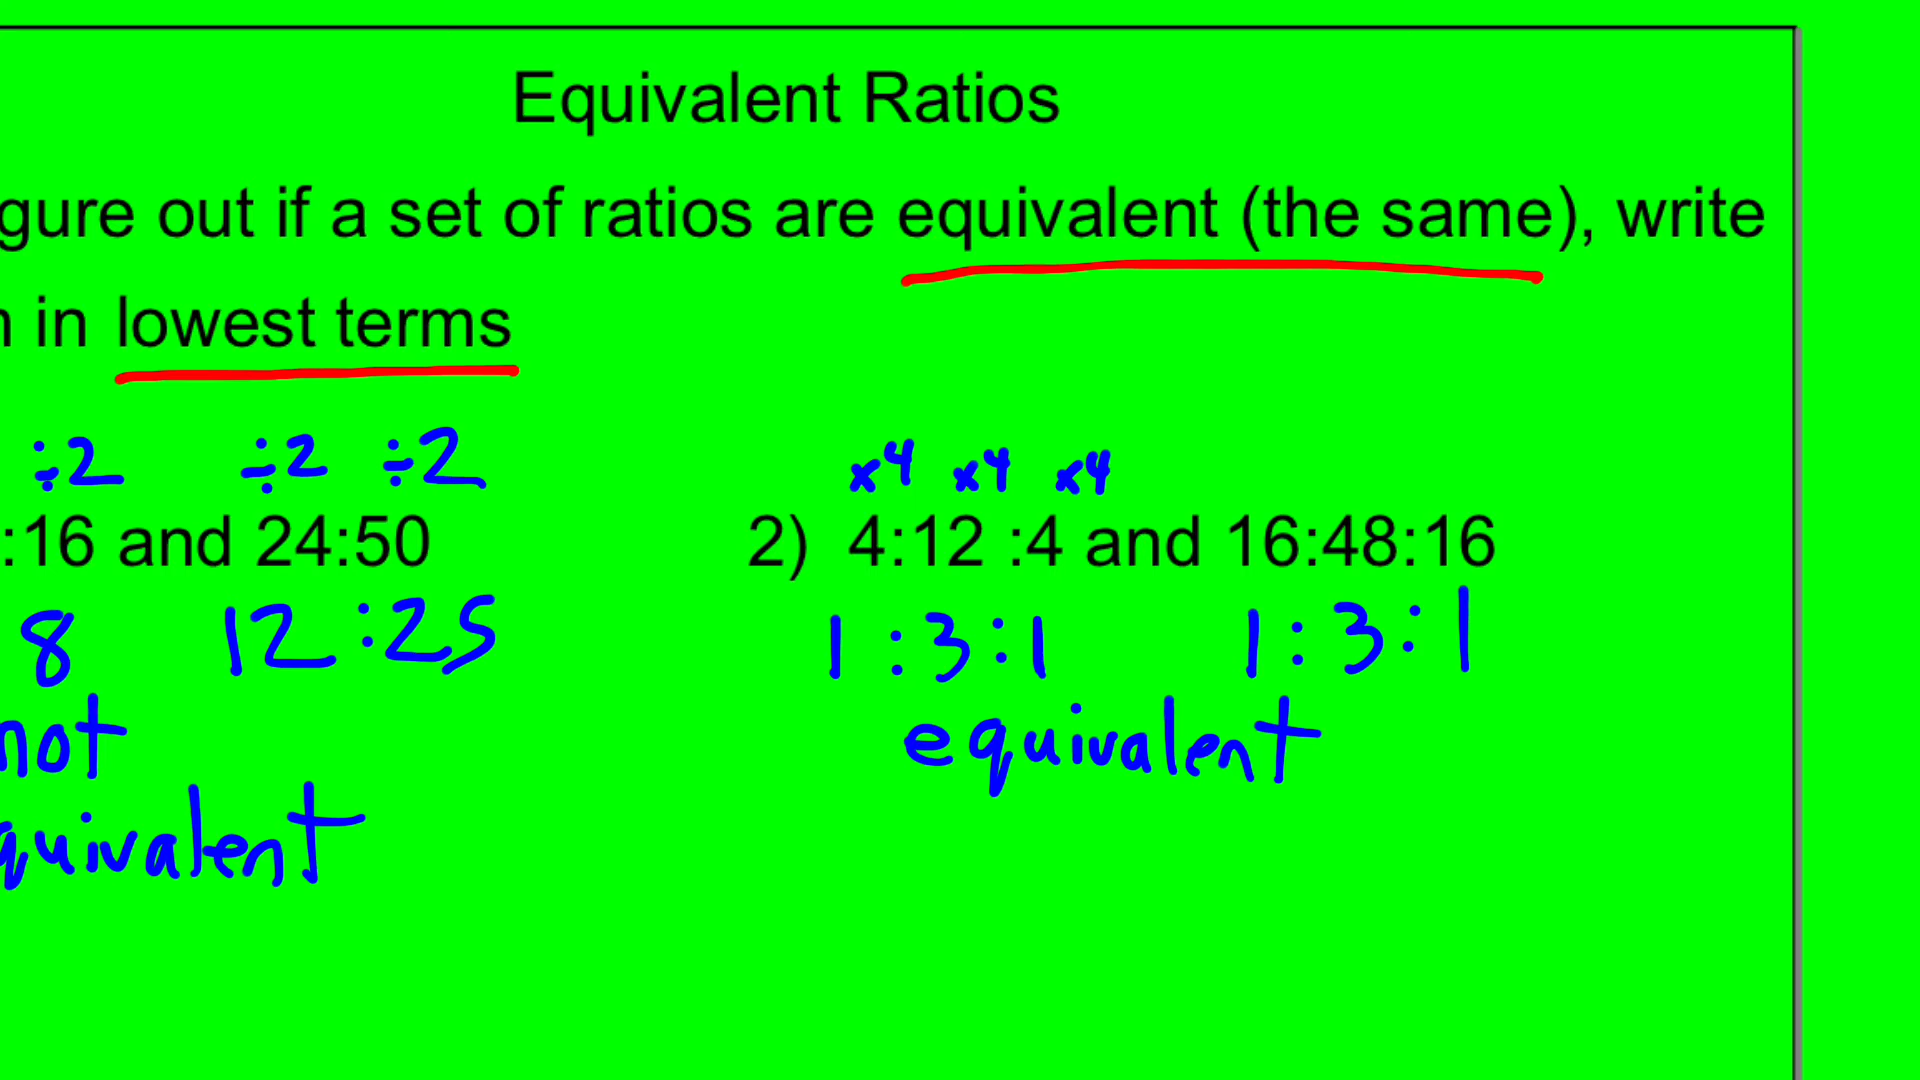 Equivalent Ratios
gure out if a set of ratios are equivalent (the same), write
in lowest terms
÷2 ÷2 ÷2 x4 x4 x4
:16 and 24:50 2) 4:12 :4 and 16:48:16
8 12:25 1:3:1 1:3:1
not equivalent
quivalent